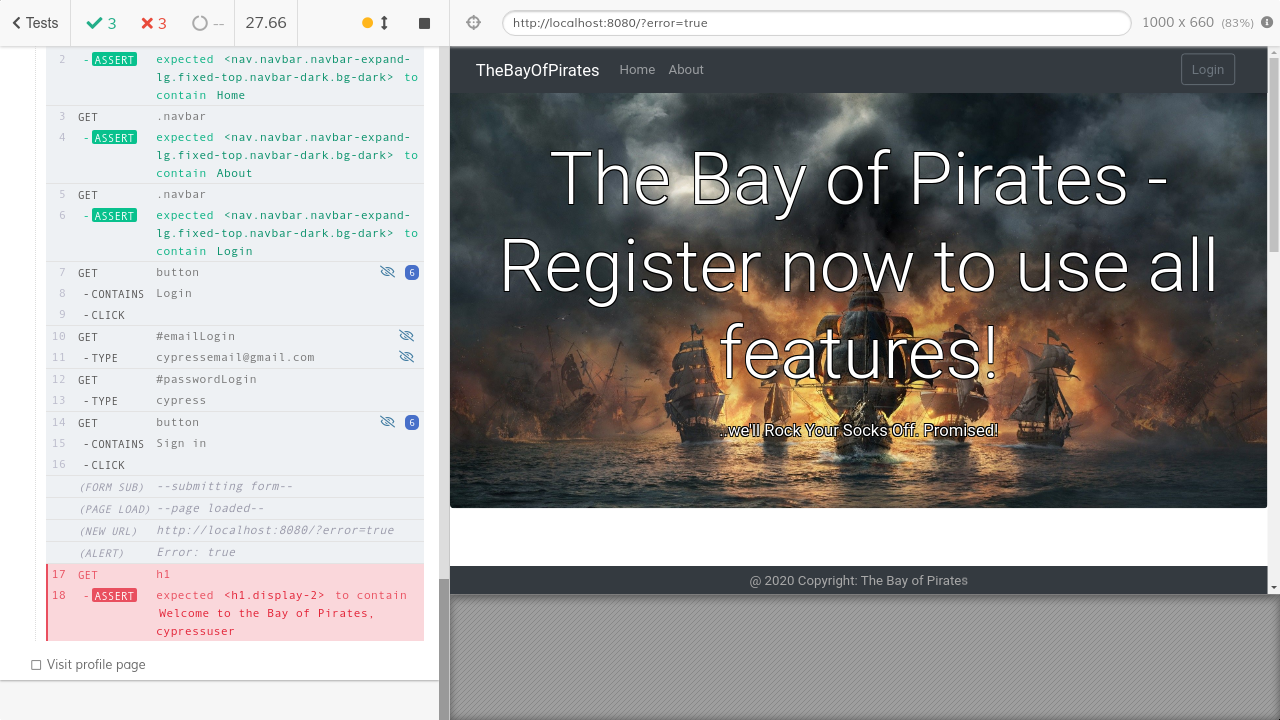 Tests 3 3 -- 27.66
2 -ASSERT expected <nav.navbar.navbar-expand-
lg.fixed-top.navbar-dark.bg-dark> to
contain Home
3 GET .navbar
4 -ASSERT expected <nav.navbar.navbar-expand-
lg.fixed-top.navbar-dark.bg-dark> to
contain About
5 GET .navbar
6 -ASSERT expected <nav.navbar.navbar-expand-
lg.fixed-top.navbar-dark.bg-dark> to
contain Login
7 GET button 6
8 -CONTAINS Login
9 -CLICK
10 GET #emailLogin
11 -TYPE cypressemail@gmail.com
12 GET #passwordLogin
13 -TYPE cypress
14 GET button 6
15 -CONTAINS Sign in
16 -CLICK
(FORM SUB) --submitting form--
(PAGE LOAD) --page loaded--
(NEW URL) http://localhost:8080/?error=true
(ALERT) Error: true
17 GET h1
18 -ASSERT expected <h1.display-2> to contain
Welcome to the Bay of Pirates,
cypressuser
Visit profile page
http://localhost:8080/?error=true 1000 x 660 (83%)
TheBayOfPirates Home About Login
The Bay of Pirates -
Register now to use all
features!
..we'll Rock Your Socks Off. Promised!
@ 2020 Copyright: The Bay of Pirates